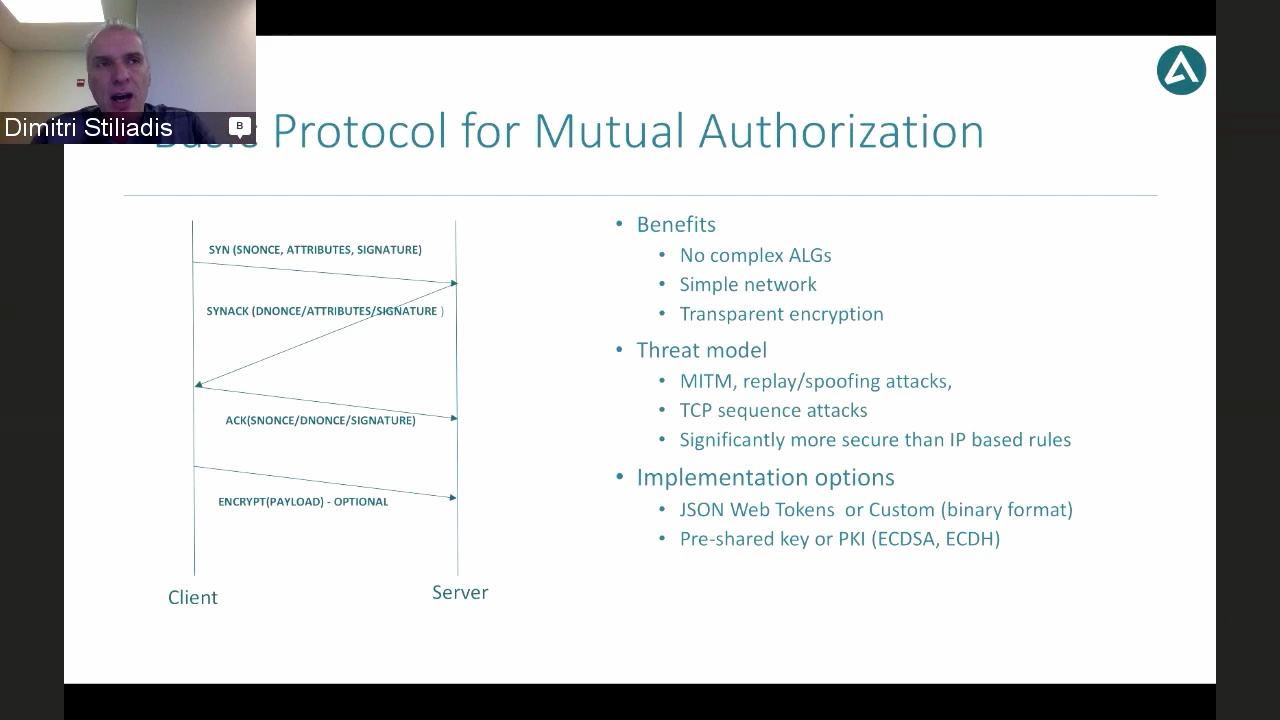 Dimitri Stiliadis
B
Basic Protocol for Mutual Authorization
SYN (SNONCE, ATTRIBUTES, SIGNATURE)
SYNACK (DNONCE/ATTRIBUTES/SIGNATURE )
ACK(SNONCE/DNONCE/SIGNATURE)
ENCRYPT(PAYLOAD) - OPTIONAL
Client
Server
• Benefits
• No complex ALGs
• Simple network
• Transparent encryption
• Threat model
• MITM, replay/spoofing attacks,
• TCP sequence attacks
• Significantly more secure than IP based rules
• Implementation options
• JSON Web Tokens or Custom (binary format)
• Pre-shared key or PKI (ECDSA, ECDH)